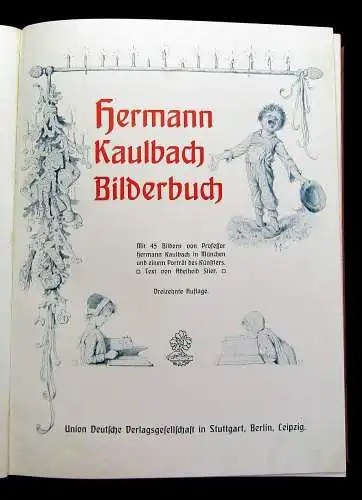 Hermann
Kaulbach
Bilderbuch
Mit 45 Bildern von Professor
Hermann Kaulbach in München
und einem Porträt des Künstlers.
□ Text von Adelheid Stier. □
Dreizehnte Auflage.
Union Deutsche Verlagsgesellschaft in Stuttgart, Berlin, Leipzig.